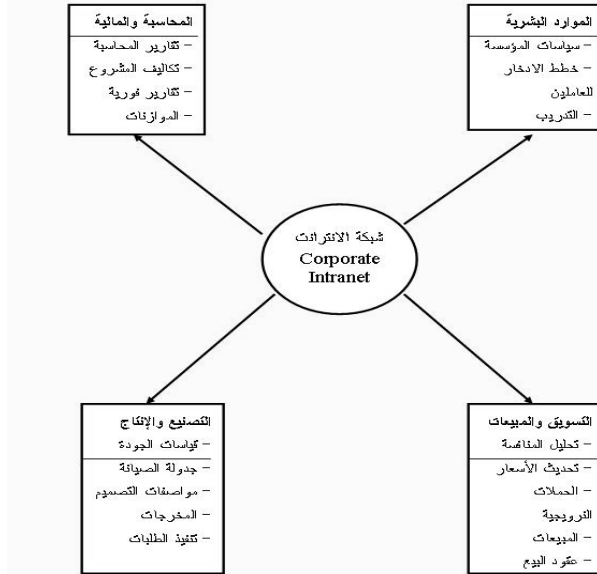 الموارد البشرية
– سياسات المؤسسة
– خطط الادخار
للعاملين
– التدريب
المحاسبة والمالية
– تقارير المحاسبة
– تكاليف المشروع
– تقارير فورية
– الموازنات
شبكة الانترانت
Corporate
Intranet
التسويق والمبيعات
– تحليل المنافسة
– تحديث الأسعار
– الحملات
الترويجية
– المبيعات
– عقود البيع
التصنيع والإنتاج
– قياسات الجودة
– جدولة الصيانة
– مواصفات التصميم
– المخرجات
– تنفيذ الطلبات